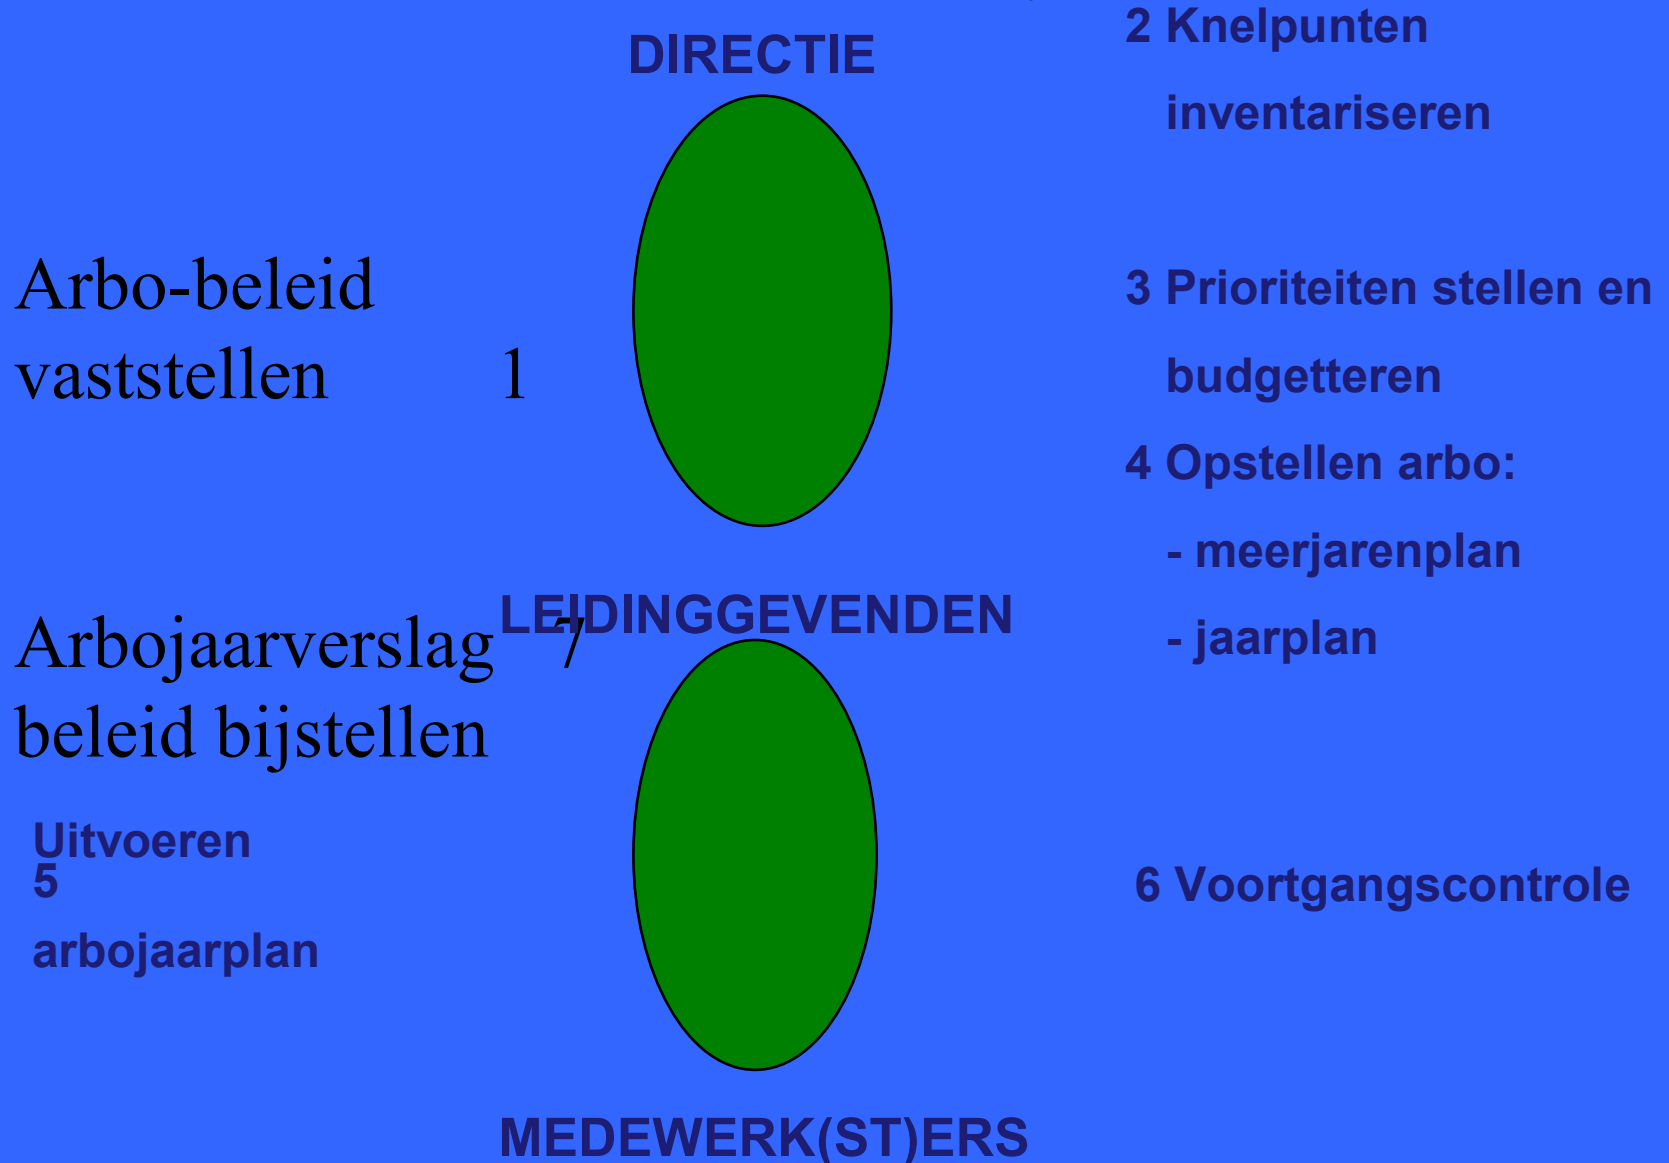 DIRECTIE
2 Knelpunten
inventariseren
Arbo-beleid
vaststellen 1
3 Prioriteiten stellen en
budgetteren
4 Opstellen arbo:
- meerjarenplan
- jaarplan
LEIDINGGEVENDEN
Arbojaarverslag 7
beleid bijstellen
Uitvoeren
5
arbojaarplan
6 Voortgangscontrole
MEDEWERK(ST)ERS